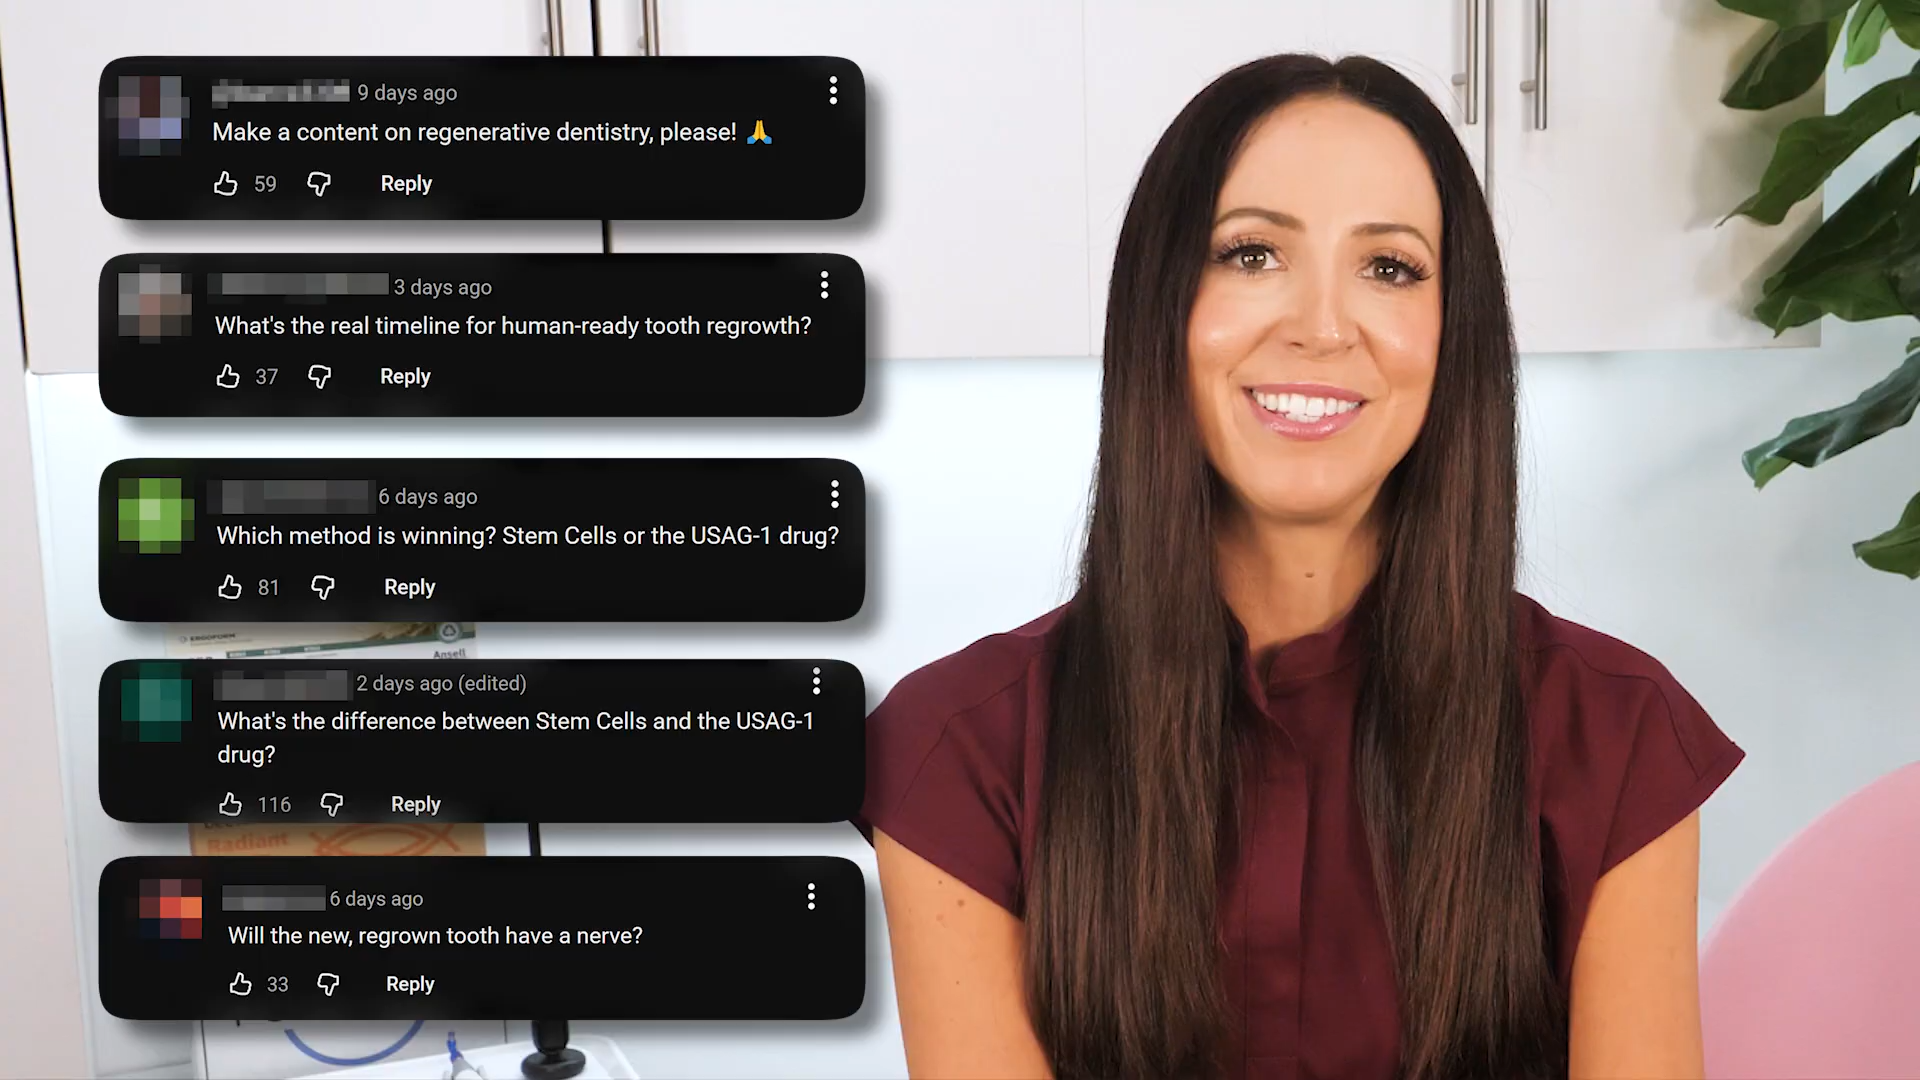 9 days ago
Make a content on regenerative dentistry, please! 🙏
59 Reply
3 days ago
What's the real timeline for human-ready tooth regrowth?
37 Reply
6 days ago
Which method is winning? Stem Cells or the USAG-1 drug?
81 Reply
ERGOFORM
Ansell
2 days ago (edited)
What's the difference between Stem Cells and the USAG-1
drug?
116 Reply
Radiant
6 days ago
Will the new, regrown tooth have a nerve?
33 Reply